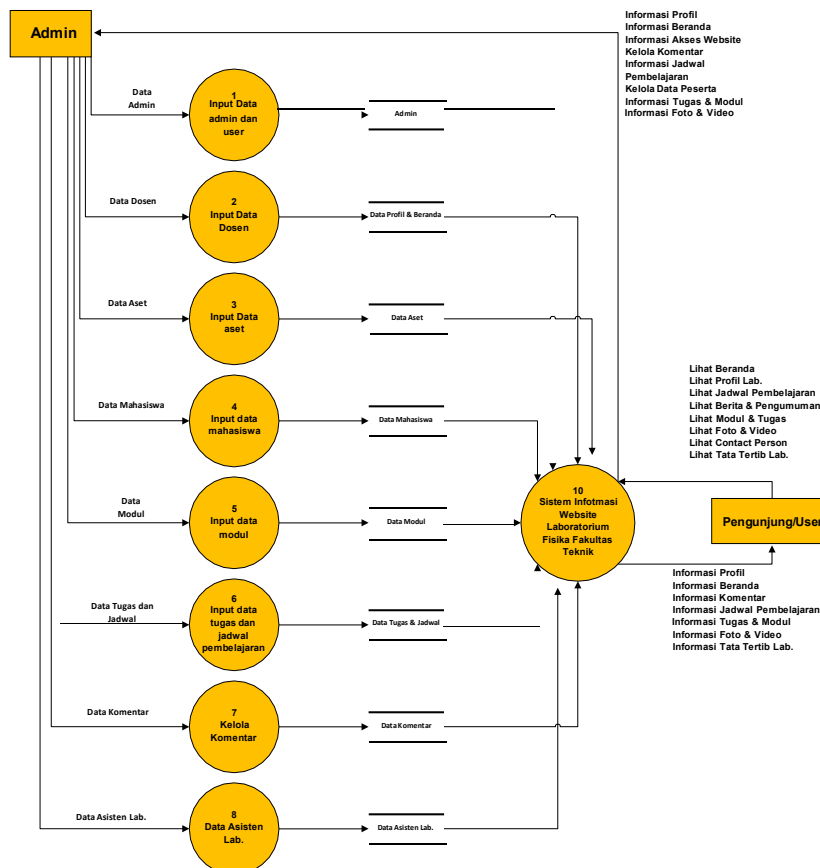 Admin
Informasi Profil
Informasi Beranda
Informasi Akses Website
Kelola Komentar
Informasi Jadwal
Pembelajaran
Kelola Data Peserta
Informasi Tugas & Modul
Informasi Foto & Video
Data
Admin
1
Input Data
admin dan
user
Admin
Data Dosen
2
Input Data
Dosen
Data Profil & Beranda
Data Aset
3
Input Data
aset
Data Aset
Data Mahasiswa
4
Input data
mahasiswa
Data Mahasiswa
Lihat Beranda
Lihat Profil Lab.
Lihat Jadwal Pembelajaran
Lihat Berita & Pengumuman
Lihat Modul & Tugas
Lihat Foto & Video
Lihat Contact Person
Lihat Tata Tertib Lab.
Data
Modul
5
Input data
modul
Data Modul
10
Sistem Infotmasi
Website
Laboratorium
Fisika Fakultas
Teknik
Pengunjung/User
Informasi Profil
Informasi Beranda
Informasi Komentar
Informasi Jadwal Pembelajaran
Informasi Tugas & Modul
Informasi Foto & Video
Informasi Tata Tertib Lab.
Data Tugas dan
Jadwal
6
Input data
tugas dan
jadwal
pembelajaran
Data Tugas & Jadwal
Data Komentar
7
Kelola
Komentar
Data Komentar
Data Asisten Lab.
8
Data Asisten
Lab.
Data Asisten Lab.